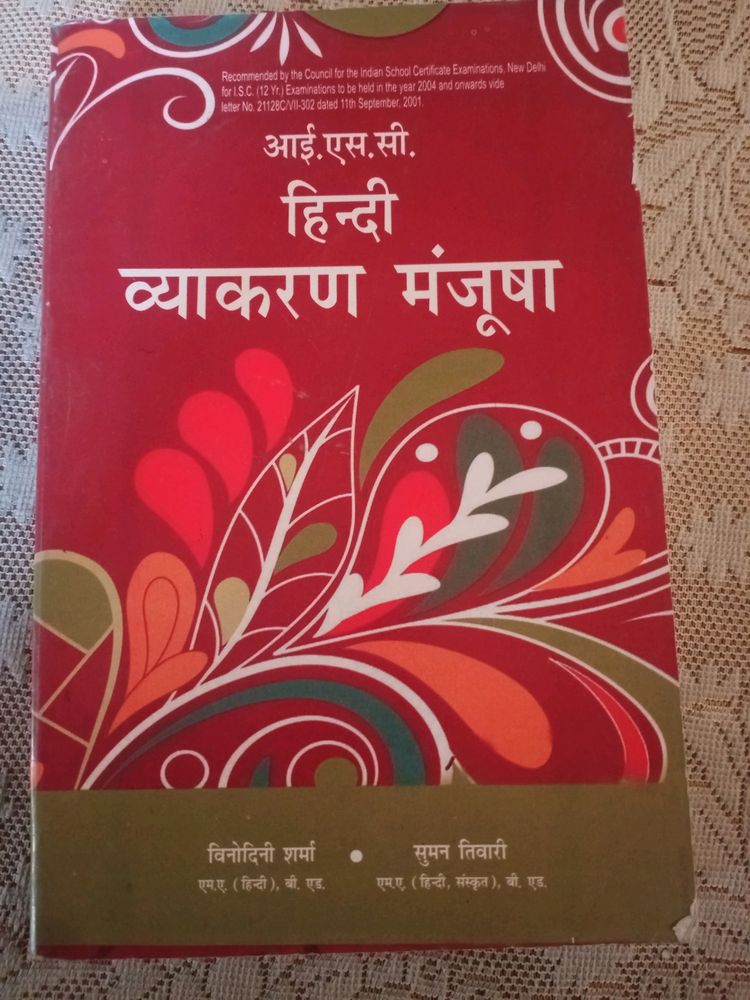 Recommended by the Council for the Indian School Certificate Examinations, New Delhi
for I.S.C. (12 Yr.) Examinations to be held in the year 2004 and onwards vide
letter No. 21128C/VII-302 dated 11th September, 2001.
आई.एस.सी.
हिन्दी
व्याकरण मंजूषा
विनोदिनी शर्मा • सुमन तिवारी
एम.ए. (हिन्दी), बी. एड. एम.ए. (हिन्दी, संस्कृत), बी. एड.